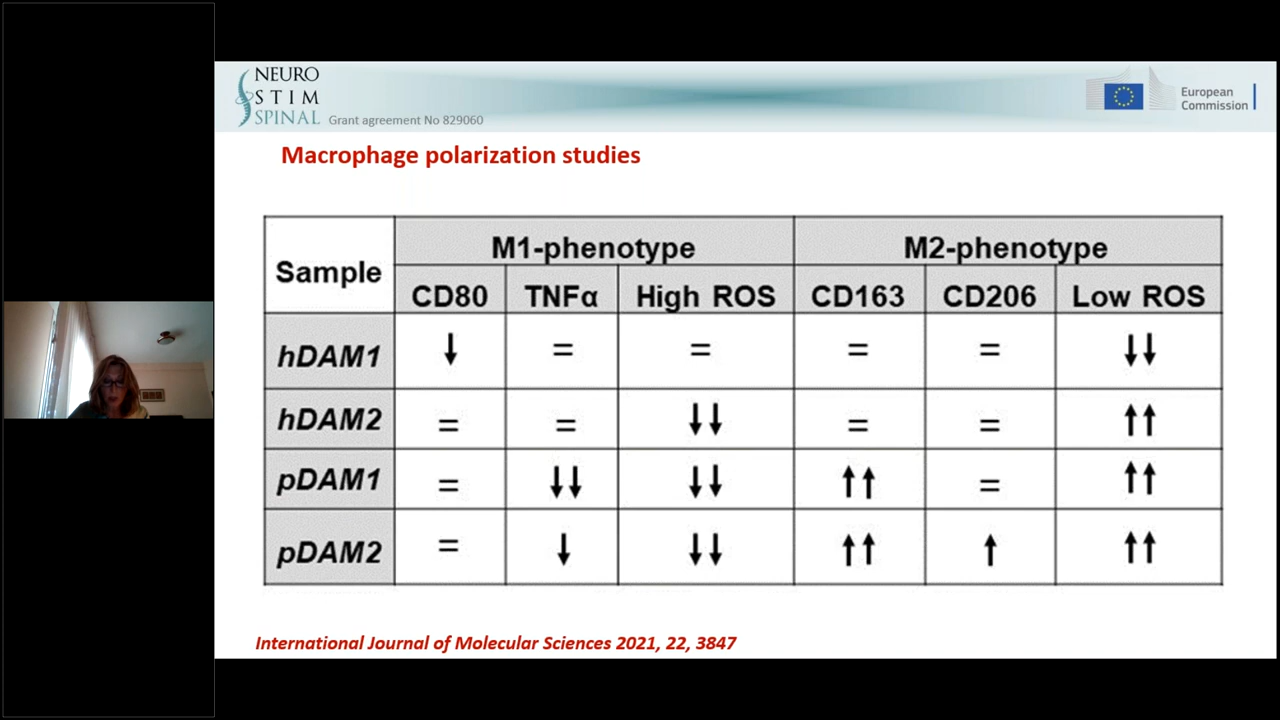 NEURO
STIM
SPINAL
Grant agreement No 829060
European
Commission
Macrophage polarization studies
Sample M1-phenotype M2-phenotype
CD80 TNFα High ROS CD163 CD206 Low ROS
hDAM1 ↓ = = = = ↓↓
hDAM2 = = ↓↓ = = ↑↑
pDAM1 = ↓↓ ↓↓ ↑↑ = ↑↑
pDAM2 = ↓ ↓↓ ↑↑ ↑ ↑↑
International Journal of Molecular Sciences 2021, 22, 3847